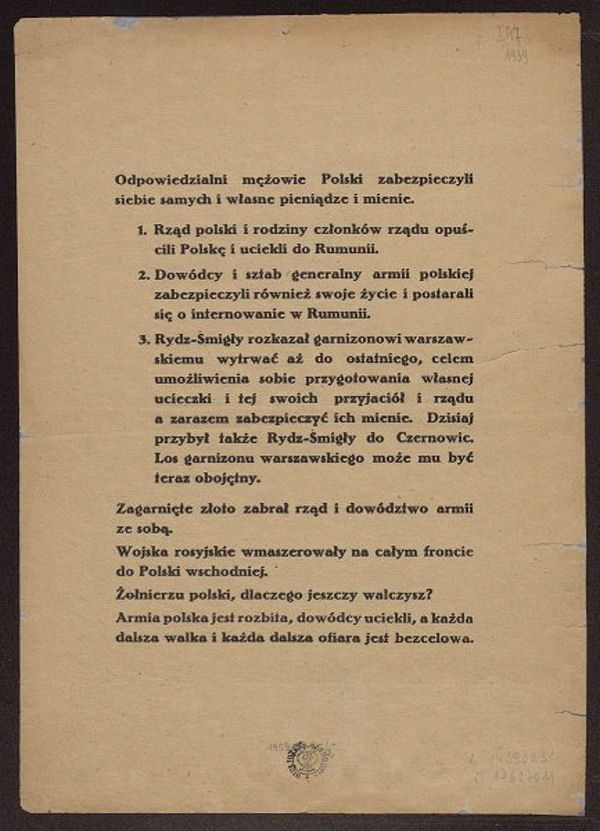 IA7
1939
Odpowiedzialni mężowie Polski zabezpieczyli
siebie samych i własne pieniądze i mienie.
1. Rząd polski i rodziny członków rządu opuś-
cili Polskę i uciekli do Rumunii.
2. Dowódcy i sztab generalny armii polskiej
zabezpieczyli również swoje życie i postarali
się o internowanie w Rumunii.
3. Rydz-Śmigły rozkazał garnizonowi warszaw-
skiemu wytrwać aż do ostatniego, celem
umożliwienia sobie przygotowania własnej
ucieczki i tej swoich przyjaciół i rządu
a zarazem zabezpieczyć ich mienie. Dzisiaj
przybył także Rydz-Śmigły do Czernowic.
Los garnizonu warszawskiego może mu być
teraz obojętny.
Zagarnięte złoto zabrał rząd i dowództwo armii
ze sobą.
Wojska rosyjskie wmaszerowały na całym froncie
do Polski wschodniej.
Żołnierzu polski, dlaczego jeszczy walczysz?
Armia polska jest rozbita, dowódcy uciekli, a każda
dalsza walka i każda dalsza ofiara jest bezcelowa.